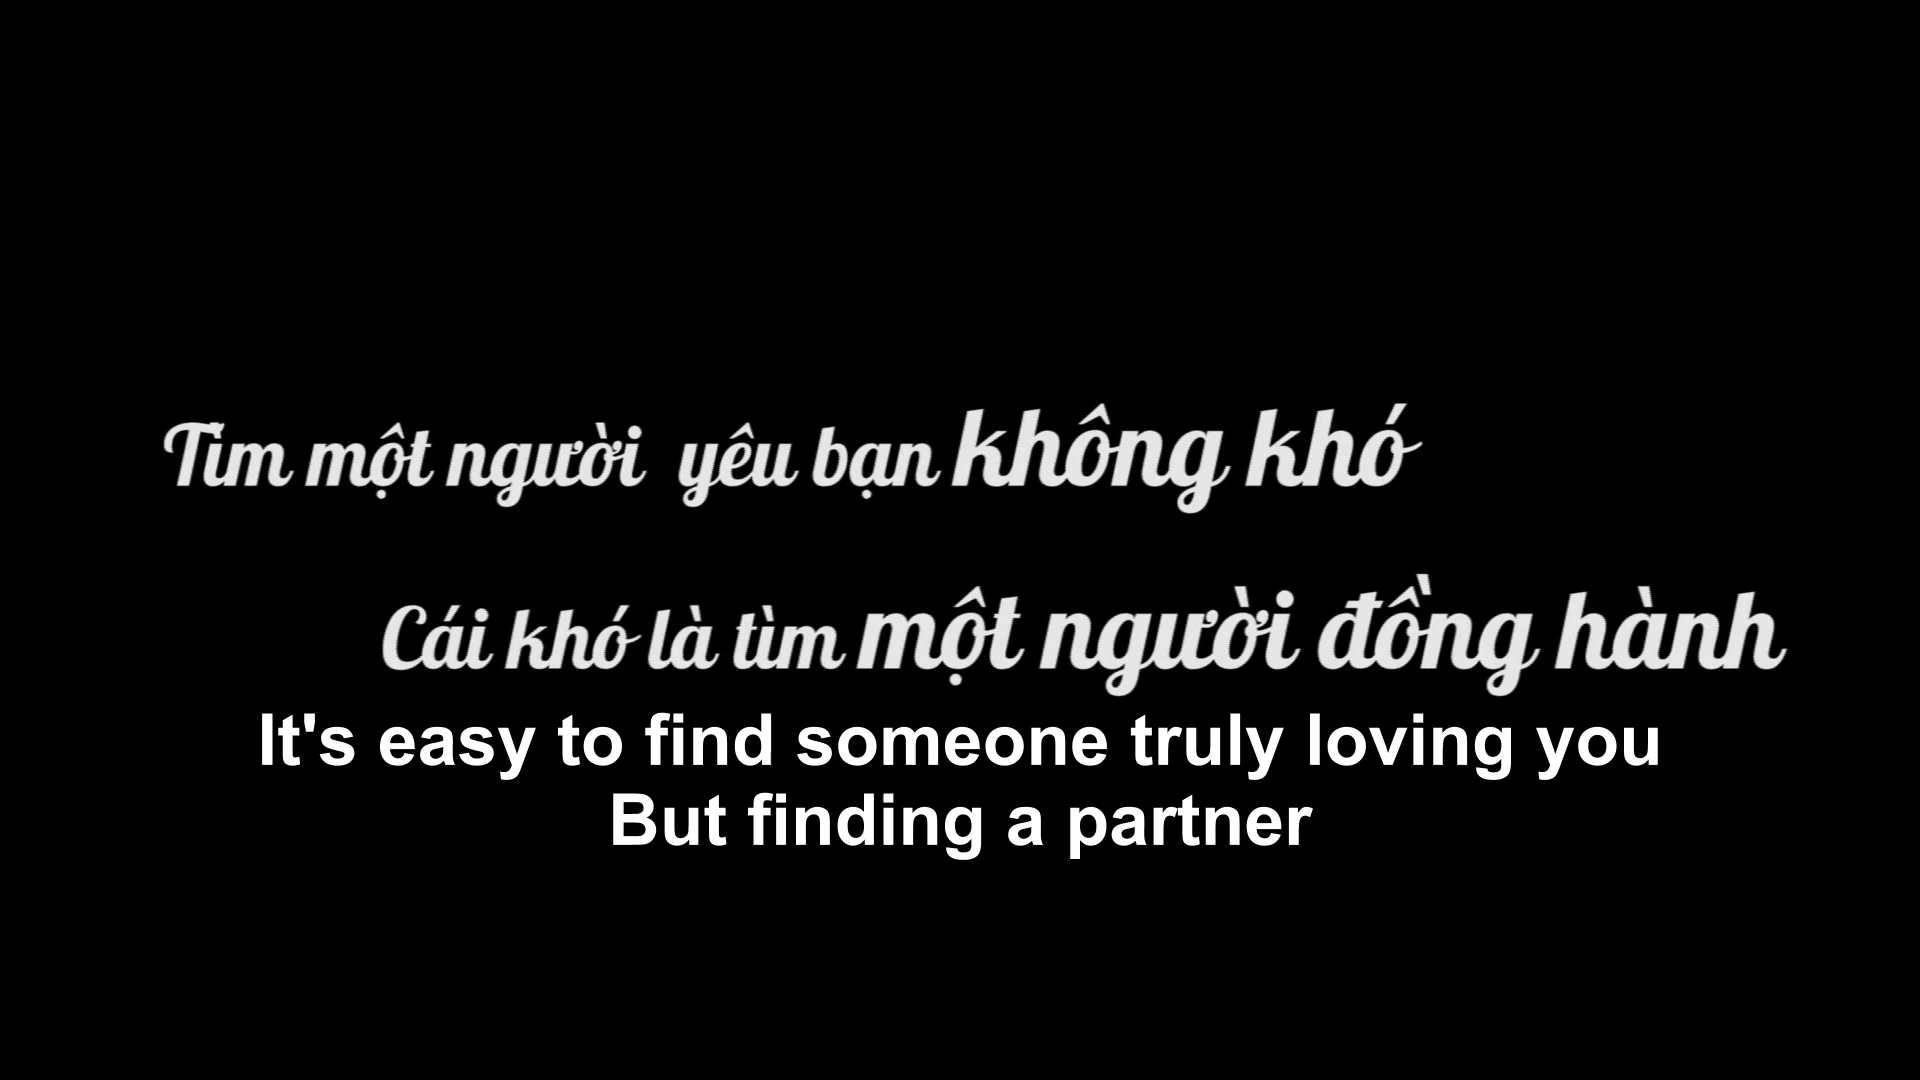 Tìm một người yêu bạn không khó
Cái khó là tìm một người đồng hành
It's easy to find someone truly loving you
But finding a partner